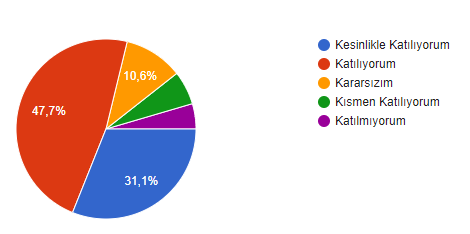 10,6%
47,7%
31,1%
Kesinlikle Katılıyorum
Katılıyorum
Kararsızım
Kısmen Katılıyorum
Katılmıyorum